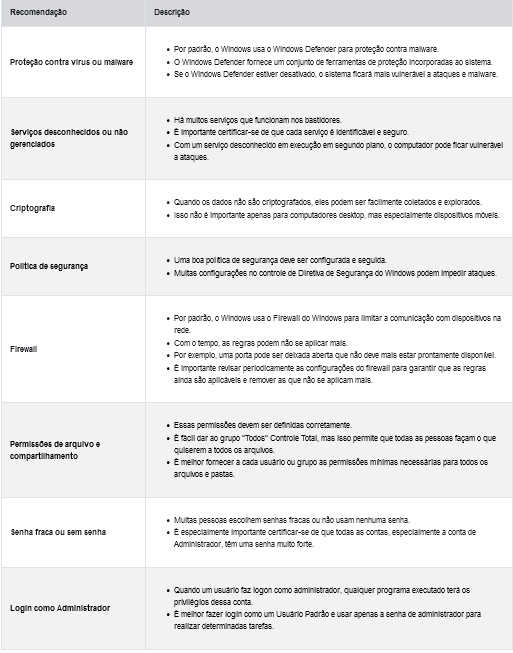 Recomendação
Descrição
Proteção contra vírus ou malware
• Por padrão, o Windows usa o Windows Defender para proteção contra malware.
• O Windows Defender fornece um conjunto de ferramentas de proteção incorporadas ao sistema.
• Se o Windows Defender estiver desativado, o sistema ficará mais vulnerável a ataques e malware.
Serviços desconhecidos ou não
gerenciados
• Há muitos serviços que funcionam nos bastidores.
• É importante certificar-se de que cada serviço é identificável e seguro.
• Com um serviço desconhecido em execução em segundo plano, o computador pode ficar vulnerável
a ataques.
Criptografia
• Quando os dados não são criptografados, eles podem ser facilmente coletados e explorados.
• Isso não é importante apenas para computadores desktop, mas especialmente dispositivos móveis.
Política de segurança
• Uma boa política de segurança deve ser configurada e seguida.
• Muitas configurações no controle de Diretiva de Segurança do Windows podem impedir ataques.
Firewall
• Por padrão, o Windows usa o Firewall do Windows para limitar a comunicação com dispositivos na
rede.
• Com o tempo, as regras podem não se aplicar mais.
• Por exemplo, uma porta pode ser deixada aberta que não deve mais estar prontamente disponível.
• É importante revisar periodicamente as configurações do firewall para garantir que as regras
ainda são aplicáveis e remover as que não se aplicam mais.
Permissões de arquivo e
compartilhamento
• Essas permissões devem ser definidas corretamente.
• É fácil dar ao grupo "Todos" Controle Total, mas isso permite que todas as pessoas façam o que
quiserem a todos os arquivos.
• É melhor fornecer a cada usuário ou grupo as permissões mínimas necessárias para todos os
arquivos e pastas.
Senha fraca ou sem senha
• Muitas pessoas escolhem senhas fracas ou não usam nenhuma senha.
• É especialmente importante certificar-se de que todas as contas, especialmente a conta de
Administrador, têm uma senha muito forte.
Login como Administrador
• Quando um usuário faz logon como administrador, qualquer programa executado terá os
privilégios dessa conta.
• É melhor fazer login como um Usuário Padrão e usar apenas a senha de administrador para
realizar determinadas tarefas.